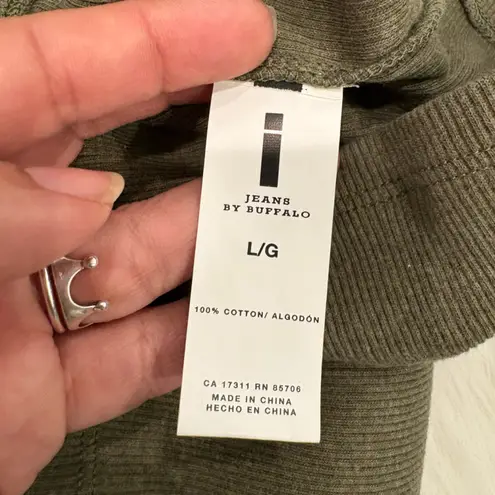 i
JEANS
BY BUFFALO
L/G
100% COTTON/ ALGODÓN
CA 17311 RN 85706
MADE IN CHINA
HECHO EN CHINA